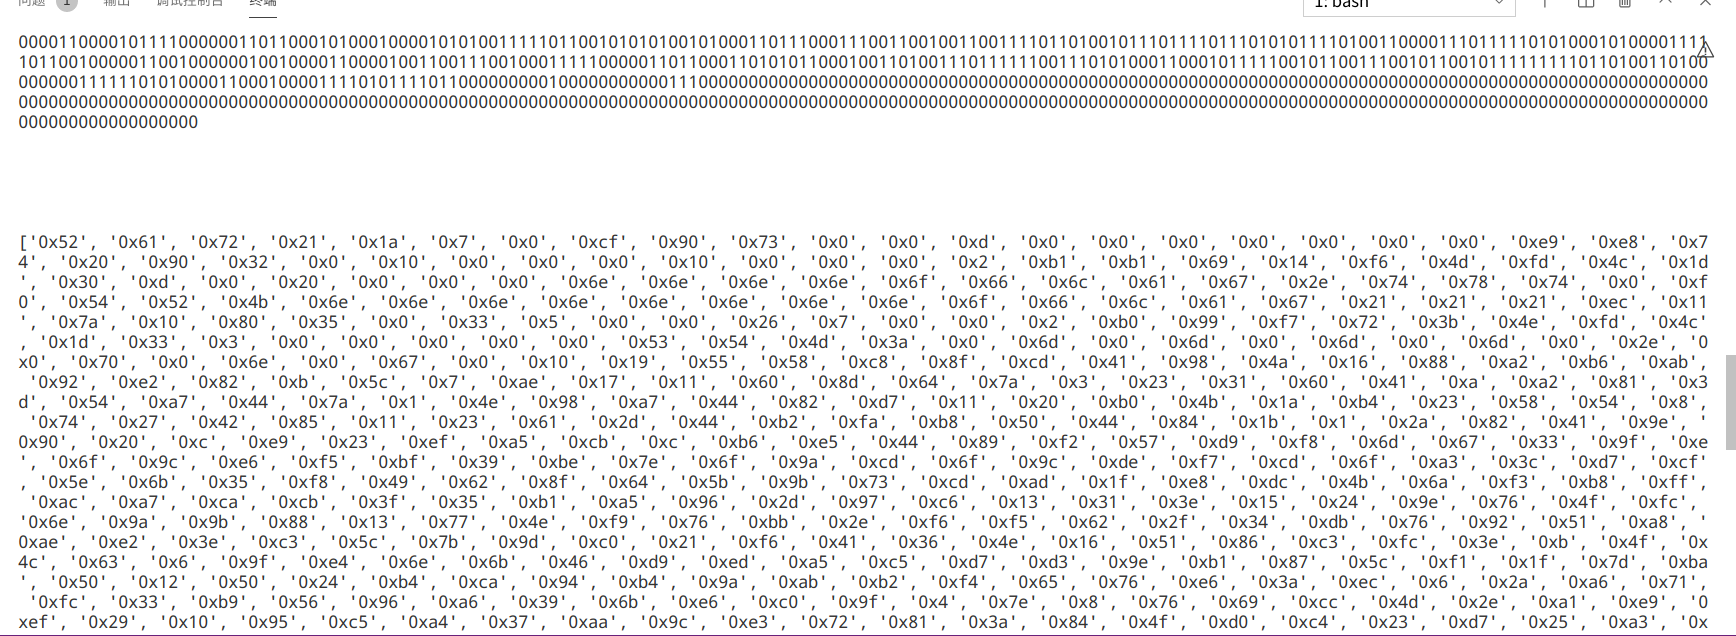 问题 1 输出 调试控制台 终端
1: bash
0000110000101111000000110110001010001000010101001111101100101010100101000110111000111001100100110011110110100101110111101110101011110100110000111011111010100010100001111
1011001000001100100000010010000110000100110011100100011111000001101100011010101100010011010011101111110011101010001100010111110010110011100101100101111111111011010011010​0
0000001111110101000011000100001111010111101100000000010000000000011100000000000000000000000000000000000000000000000000000000000000000000000000000000000000000000000000000
0000000000000000000000000000000000000000000000000000000000000000000000000000000000000000000000000000000000000000000000000000000000000000000000000000000000000000000000000
000000000000000000
['0x52', '0x61', '0x72', '0x21', '0x1a', '0x7', '0x0', '0xcf', '0x90', '0x73', '0x0', '0x0', '0xd', '0x0', '0x0', '0x0', '0x0', '0x0', '0x0', '0x0', '0xe9', '0xe8', '0x7
4', '0x20', '0x90', '0x32', '0x0', '0x10', '0x0', '0x0', '0x0', '0x10', '0x0', '0x0', '0x0', '0x2', '0xb1', '0xb1', '0x69', '0x14', '0xf6', '0x4d', '0xfd', '0x4c', '0x1d
', '0x30', '0xd', '0x0', '0x20', '0x0', '0x0', '0x0', '0x6e', '0x6e', '0x6e', '0x6e', '0x6f', '0x66', '0x6c', '0x61', '0x67', '0x2e', '0x74', '0x78', '0x74', '0x0', '0xf
0', '0x54', '0x52', '0x4b', '0x6e', '0x6e', '0x6e', '0x6e', '0x6e', '0x6e', '0x6e', '0x6e', '0x6f', '0x66', '0x6c', '0x61', '0x67', '0x21', '0x21', '0x21', '0xec', '0x11
', '0x7a', '0x10', '0x80', '0x35', '0x0', '0x33', '0x5', '0x0', '0x0', '0x26', '0x7', '0x0', '0x0', '0x2', '0xb0', '0x99', '0xf7', '0x72', '0x3b', '0x4e', '0xfd', '0x4c'
, '0x1d', '0x33', '0x3', '0x0', '0x0', '0x0', '0x0', '0x0', '0x53', '0x54', '0x4d', '0x3a', '0x0', '0x6d', '0x0', '0x6d', '0x0', '0x6d', '0x0', '0x6d', '0x0', '0x2e', '0
x0', '0x70', '0x0', '0x6e', '0x0', '0x67', '0x0', '0x10', '0x19', '0x55', '0x58', '0xc8', '0x8f', '0xcd', '0x41', '0x98', '0x4a', '0x16', '0x88', '0xa2', '0xb6', '0xab',
 '0x92', '0xe2', '0x82', '0xb', '0x5c', '0x7', '0xae', '0x17', '0x11', '0x60', '0x8d', '0x64', '0x7a', '0x3', '0x23', '0x31', '0x60', '0x41', '0xa', '0xa2', '0x81', '0x3
d', '0x54', '0xa7', '0x44', '0x7a', '0x1', '0x4e', '0x98', '0xa7', '0x44', '0x82', '0xd7', '0x11', '0x20', '0xb0', '0x4b', '0x1a', '0xb4', '0x23', '0x58', '0x54', '0x8',
 '0x74', '0x27', '0x42', '0x85', '0x11', '0x23', '0x61', '0x2d', '0x44', '0xb2', '0xfa', '0xb8', '0x50', '0x44', '0x84', '0x1b', '0x1', '0x2a', '0x82', '0x41', '0x9e', '
0x90', '0x20', '0xc', '0xe9', '0x23', '0xef', '0xa5', '0xcb', '0xc', '0xb6', '0xe5', '0x44', '0x89', '0xf2', '0x57', '0xd9', '0xf8', '0x6d', '0x67', '0x33', '0x9f', '0xe
', '0x6f', '0x9c', '0xe6', '0xf5', '0xbf', '0x39', '0xbe', '0x7e', '0x6f', '0x9a', '0xcd', '0x6f', '0x9c', '0xde', '0xf7', '0xcd', '0x6f', '0xa3', '0x3c', '0xd7', '0xcf'
, '0x5e', '0x6b', '0x35', '0xf8', '0x49', '0x62', '0x8f', '0x64', '0x5b', '0x9b', '0x73', '0xcd', '0xad', '0x1f', '0xe8', '0xdc', '0x4b', '0x6a', '0xf3', '0xb8', '0xff',
 '0xac', '0xa7', '0xca', '0xcb', '0x3f', '0x35', '0xb1', '0xa5', '0x96', '0x2d', '0x97', '0xc6', '0x13', '0x31', '0x3e', '0x15', '0x24', '0x9e', '0x76', '0x4f', '0xfc',
'0x6e', '0x9a', '0x9b', '0x88', '0x13', '0x77', '0x4e', '0xf9', '0x76', '0xbb', '0x2e', '0xf6', '0xf5', '0x62', '0x2f', '0x34', '0xdb', '0x76', '0x92', '0x51', '0xa8', '
0xae', '0xe2', '0x3e', '0xc3', '0x5c', '0x7b', '0x9d', '0xc0', '0x21', '0xf6', '0x41', '0x36', '0x4e', '0x16', '0x51', '0x86', '0xc3', '0xfc', '0x3e', '0xb', '0x4f', '0x
4c', '0x63', '0x6', '0x9f', '0xe4', '0x6e', '0x6b', '0x46', '0xd9', '0xed', '0xa5', '0xc5', '0xd7', '0xd3', '0x9e', '0xb1', '0x87', '0x5c', '0xf1', '0x1f', '0x7d', '0xba
', '0x50', '0x12', '0x50', '0x24', '0xb4', '0xca', '0x94', '0xb4', '0x9a', '0xab', '0xb2', '0xf4', '0x65', '0x76', '0xe6', '0x3a', '0xec', '0x6', '0x2a', '0xa6', '0x71',
 '0xfc', '0x33', '0xb9', '0x56', '0x96', '0xa6', '0x39', '0x6b', '0xe6', '0xc0', '0x9f', '0x4', '0x7e', '0x8', '0x76', '0x69', '0xcc', '0x4d', '0x2e', '0xa1', '0xe9', '0
xef', '0x29', '0x10', '0x95', '0xc5', '0xa4', '0x37', '0xaa', '0x9c', '0xe3', '0x72', '0x81', '0x3a', '0x84', '0x4f', '0xd0', '0xc4', '0x23', '0xd7', '0x25', '0xa3', '0x